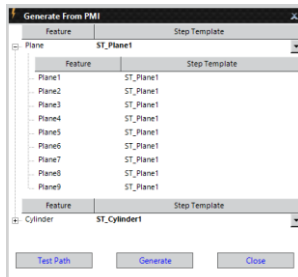 Generate From PMI
Feature Step Template
Plane ST_Plane1
Feature Step Template
Plane1 ST_Plane1
Plane2 ST_Plane1
Plane3 ST_Plane1
Plane4 ST_Plane1
Plane5 ST_Plane1
Plane6 ST_Plane1
Plane7 ST_Plane1
Plane8 ST_Plane1
Plane9 ST_Plane1
Feature Step Template
Cylinder ST_Cylinder1
Test Path Generate Close